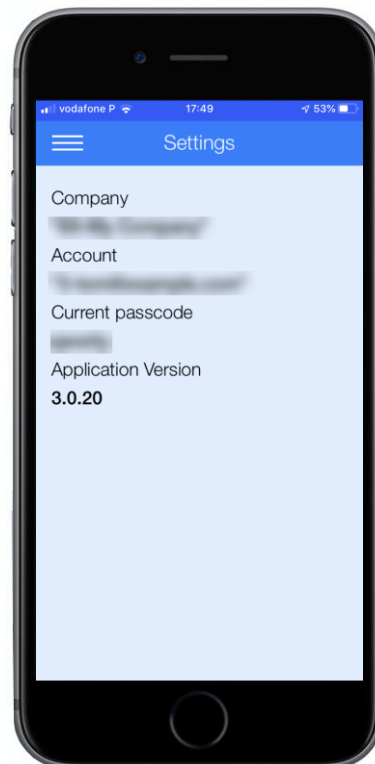 vodafone P 17:49 53%
Settings
Company
Account
Current passcode
Application Version
3.0.20